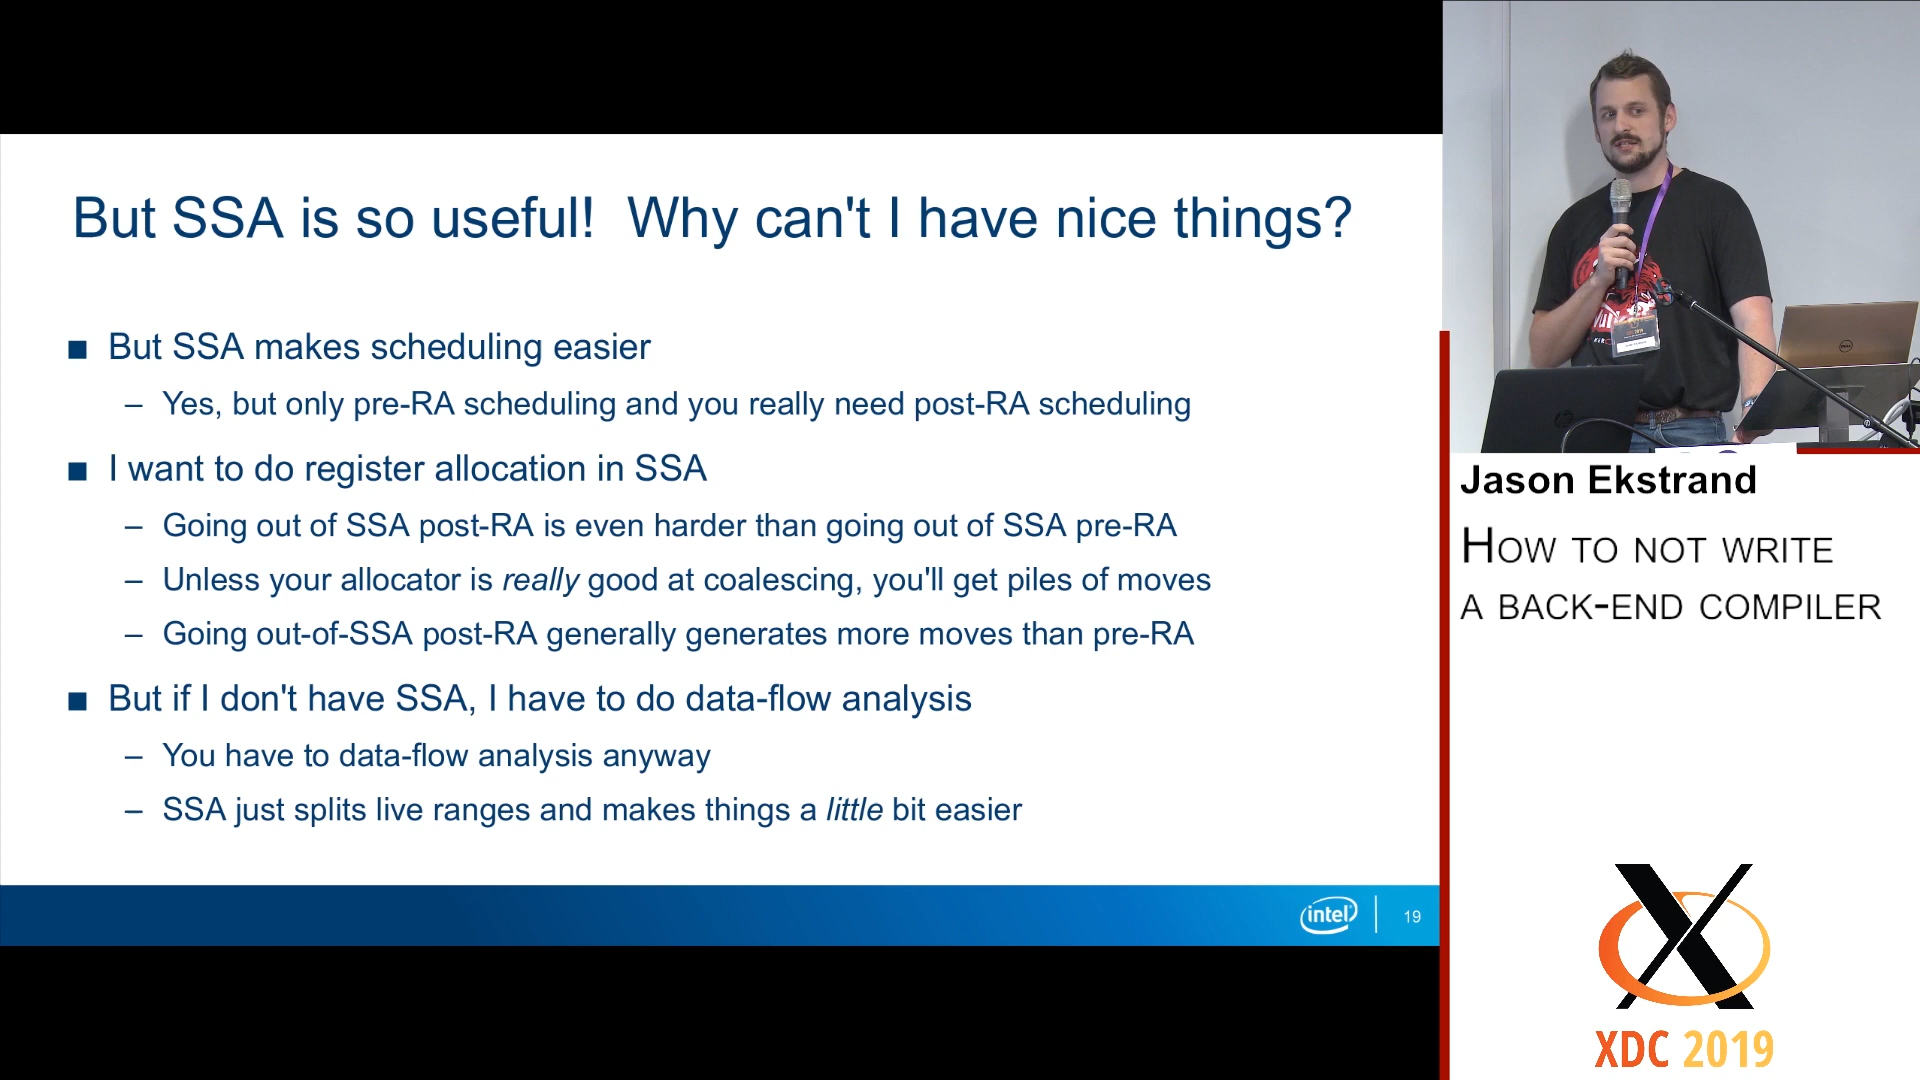 But SSA is so useful!  Why can't I have nice things?
■ But SSA makes scheduling easier
– Yes, but only pre-RA scheduling and you really need post-RA scheduling
■ I want to do register allocation in SSA
– Going out of SSA post-RA is even harder than going out of SSA pre-RA
– Unless your allocator is really good at coalescing, you'll get piles of moves
– Going out-of-SSA post-RA generally generates more moves than pre-RA
■ But if I don't have SSA, I have to do data-flow analysis
– You have to data-flow analysis anyway
– SSA just splits live ranges and makes things a little bit easier
intel
19
Jason Ekstrand
How to not write
a back-end compiler
XDC 2019